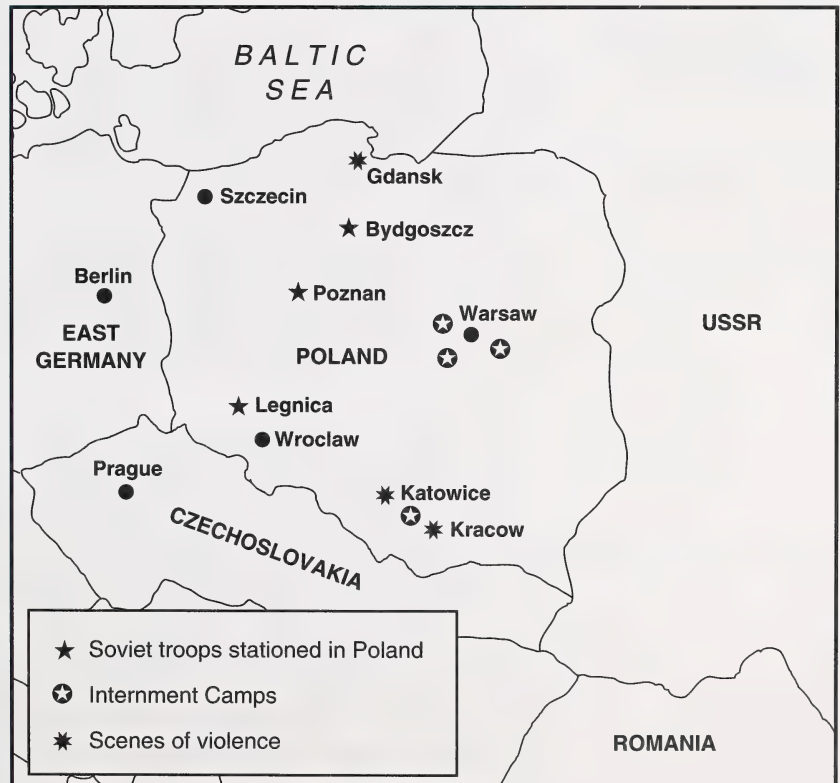 BALTIC
SEA
Gdansk
Szczecin
Bydgoszcz
Berlin
Poznan
Warsaw
EAST
GERMANY
POLAND
USSR
Legnica
Wroclaw
Prague
Katowice
Kracow
CZECHOSLOVAKIA
Soviet troops stationed in Poland
Internment Camps
Scenes of violence
ROMANIA